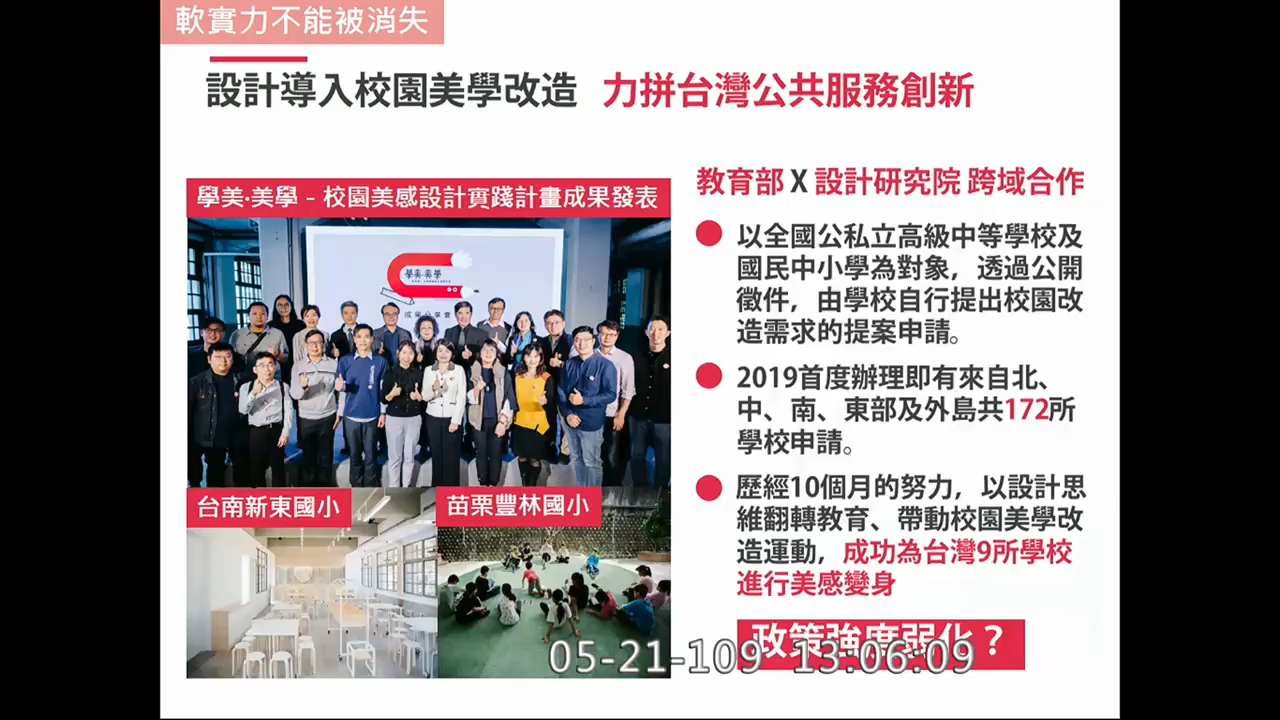 軟實力不能被消失
設計導入校園美學改造 力拼台灣公共服務創新
學美·美學 - 校園美感設計實踐計畫成果發表
學美美學
成果分享會
台南新東國小
苗栗豐林國小
教育部 X 設計研究院 跨域合作
以全國公私立高級中等學校及
國民中小學為對象，透過公開
徵件，由學校自行提出校園改
造需求的提案申請。
2019首度辦理即有來自北、
中、南、東部及外島共172所
學校申請。
歷經10個月的努力，以設計思
維翻轉教育、帶動校園美學改
造運動，成功為台灣9所學校
進行美感變身
政策強度弱化？
05-21-109 13:06:09